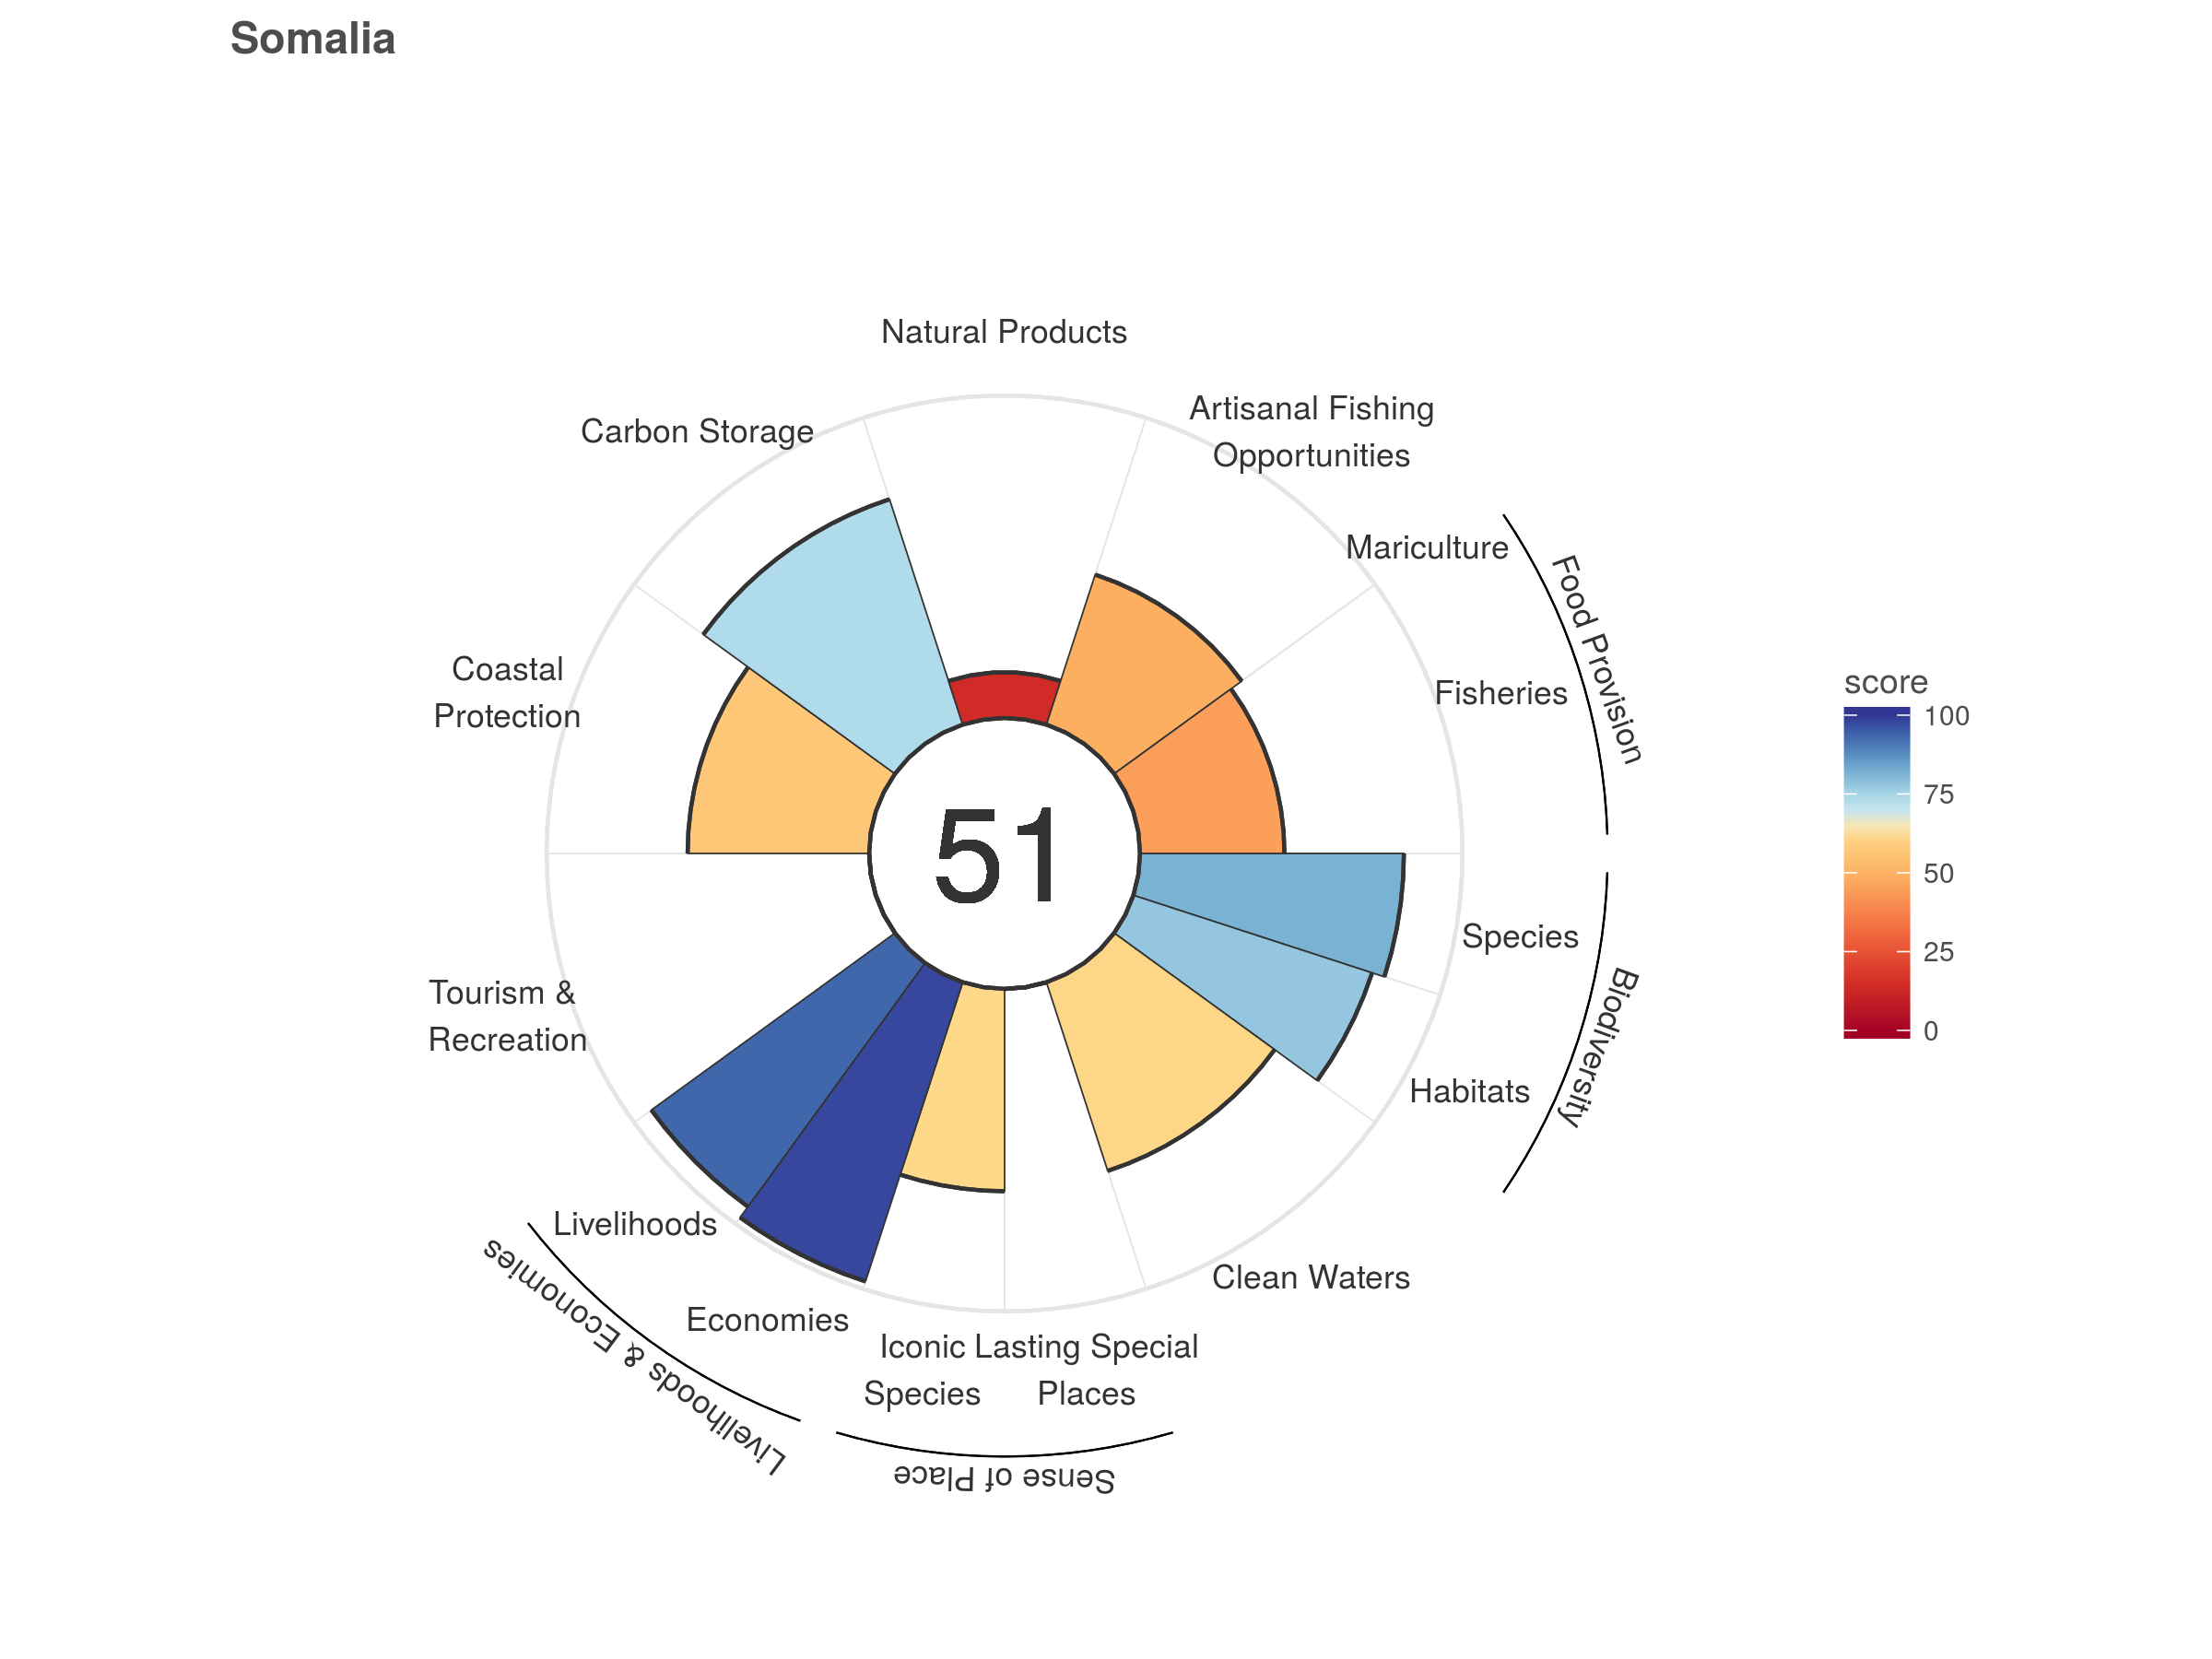 Somalia
Natural Products
Artisanal Fishing
Opportunities
Carbon Storage
Mariculture
Food Provision
Fisheries
Coastal
Protection
score
100
75
50
25
0
51
Species
Biodiversity
Tourism &
Recreation
Habitats
Livelihoods
Clean Waters
Economies
Livelihoods & Economies
Iconic
Species
Lasting Special
Places
Sense of Place